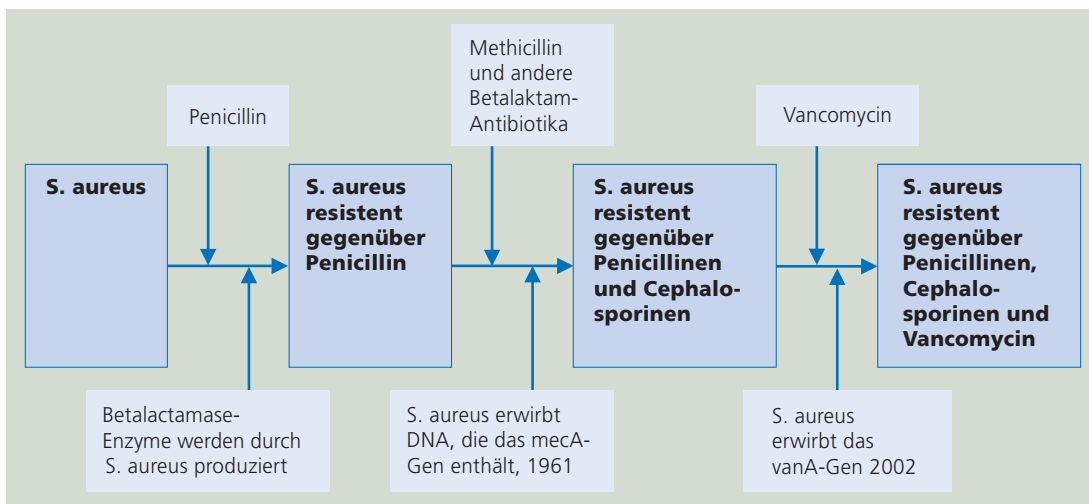 Penicillin
Methicillin
und andere
Betalaktam-
Antibiotika
Vancomycin
S. aureus
S. aureus
resistent
gegenüber
Penicillin
S. aureus
resistent
gegenüber
Penicillinen
und Cephalo-
sporinen
S. aureus
resistent
gegenüber
Penicillinen,
Cephalo-
sporinen und
Vancomycin
Betalactamase-
Enzyme werden durch
S. aureus produziert
S. aureus erwirbt
DNA, die das mecA-
Gen enthält, 1961
S. aureus
erwirbt das
vanA-Gen 2002